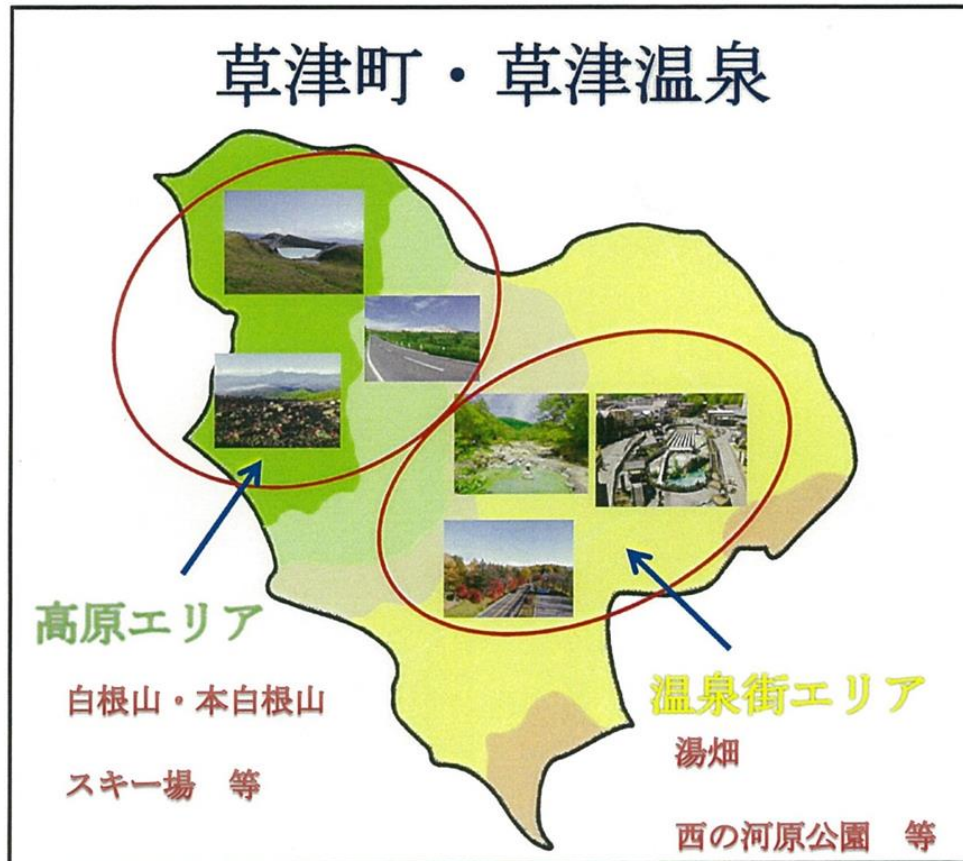 草津町・草津温泉
高原エリア
白根山・本白根山
スキー場　等
温泉街エリア
湯畑
西の河原公園　等